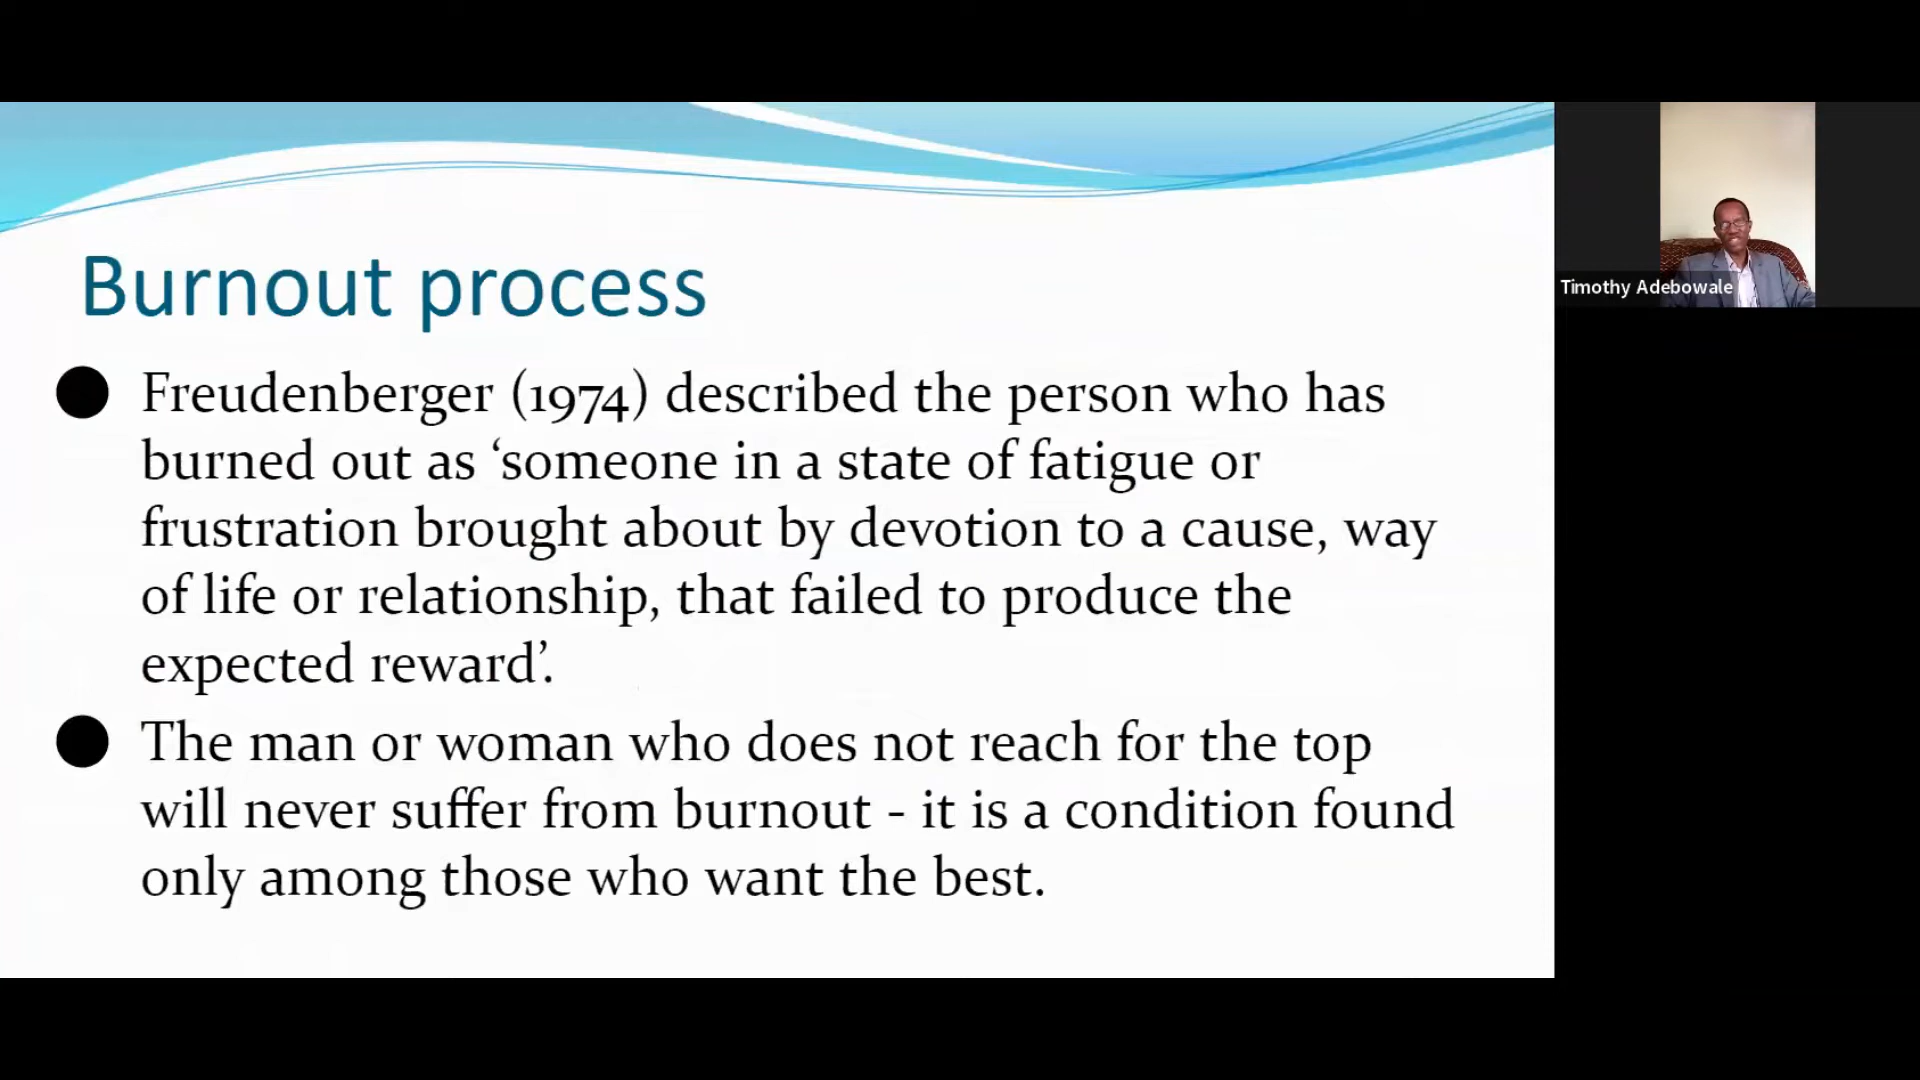 Burnout process
Freudenberger (1974) described the person who has
burned out as ‘someone in a state of fatigue or
frustration brought about by devotion to a cause, way
of life or relationship, that failed to produce the
expected reward’.
The man or woman who does not reach for the top
will never suffer from burnout - it is a condition found
only among those who want the best.
Timothy Adebowale